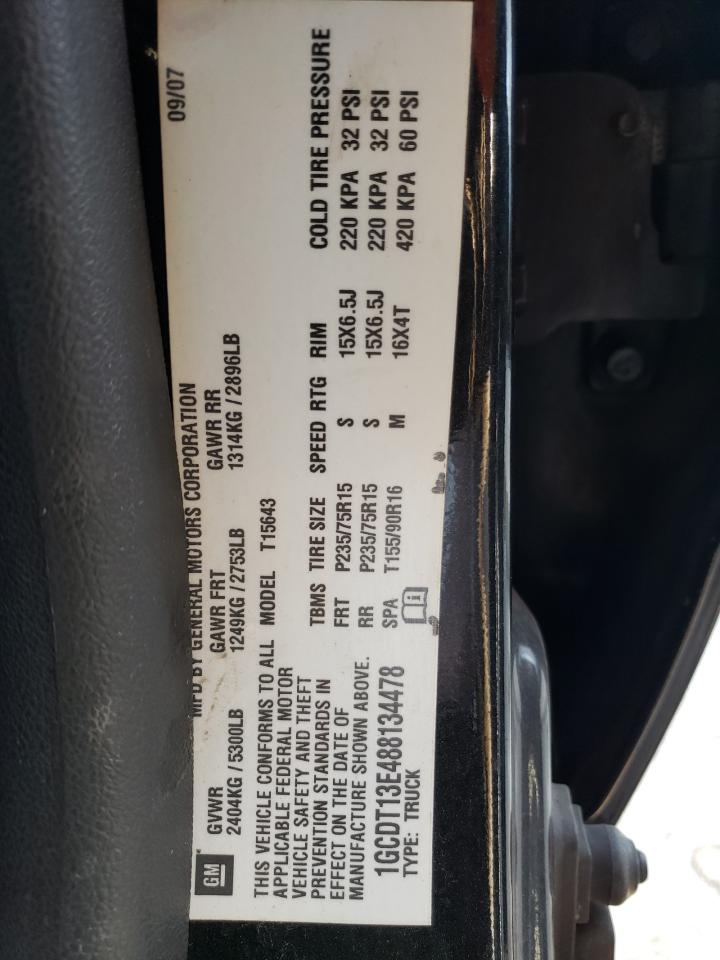 MFD BY GENERAL MOTORS CORPORATION 09/07
GVWR GAWR FRT GAWR RR
2404KG / 5300LB 1249KG / 2753LB 1314KG / 2896LB
GM
THIS VEHICLE CONFORMS TO ALL MODEL T15643
APPLICABLE FEDERAL MOTOR
VEHICLE SAFETY AND THEFT
PREVENTION STANDARDS IN
EFFECT ON THE DATE OF
MANUFACTURE SHOWN ABOVE.
1GCDT13E488134478
TYPE: TRUCK
TBMS TIRE SIZE SPEED RTG RIM COLD TIRE PRESSURE
FRT P235/75R15 S 15X6.5J 220 KPA 32 PSI
RR P235/75R15 S 15X6.5J 220 KPA 32 PSI
SPA T155/90R16 M 16X4T 420 KPA 60 PSI